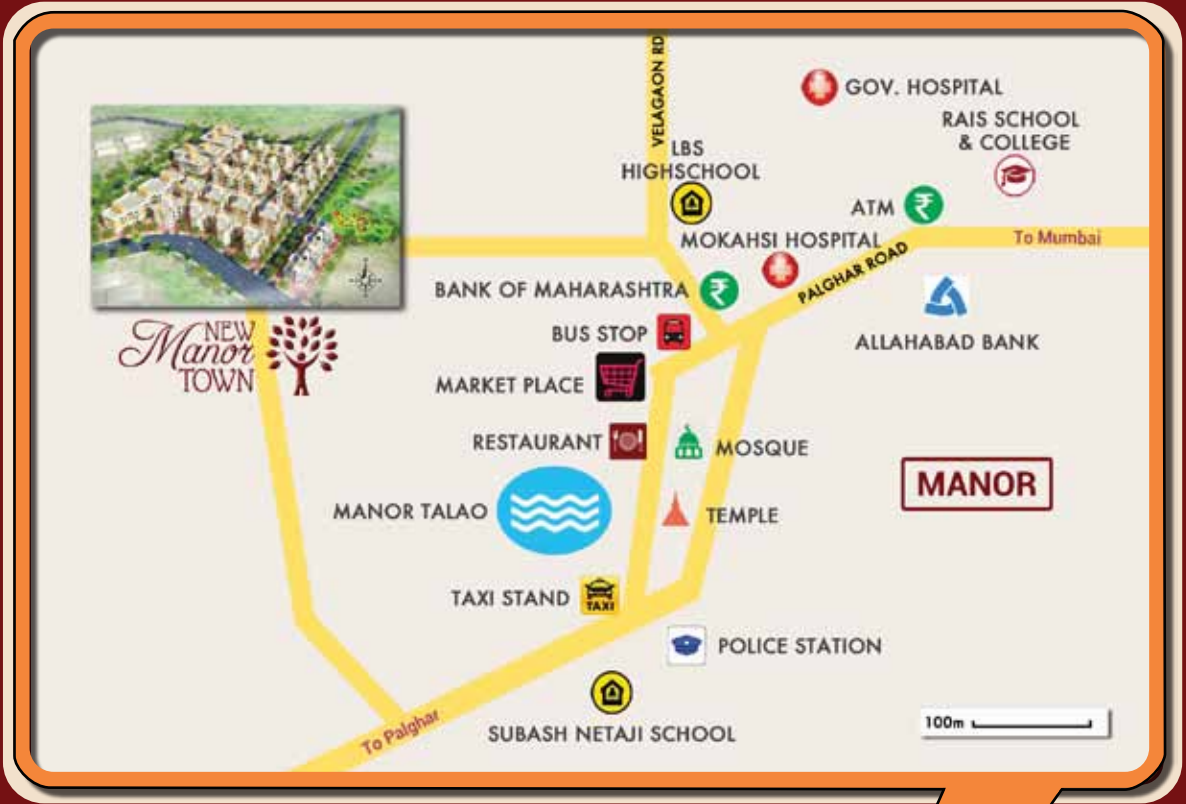 VELAGAON RD
GOV. HOSPITAL
RAIS SCHOOL
& COLLEGE
LBS
HIGHSCHOOL
ATM
MOKAHSI HOSPITAL
To Mumbai
PALGHAR ROAD
BANK OF MAHARASHTRA
BUS STOP
ALLAHABAD BANK
NEW
Manor
TOWN
MARKET PLACE
RESTAURANT
MOSQUE
MANOR
MANOR TALAO
TEMPLE
TAXI STAND
TAXI
POLICE STATION
SUBASH NETAJI SCHOOL
To Palghar
100m